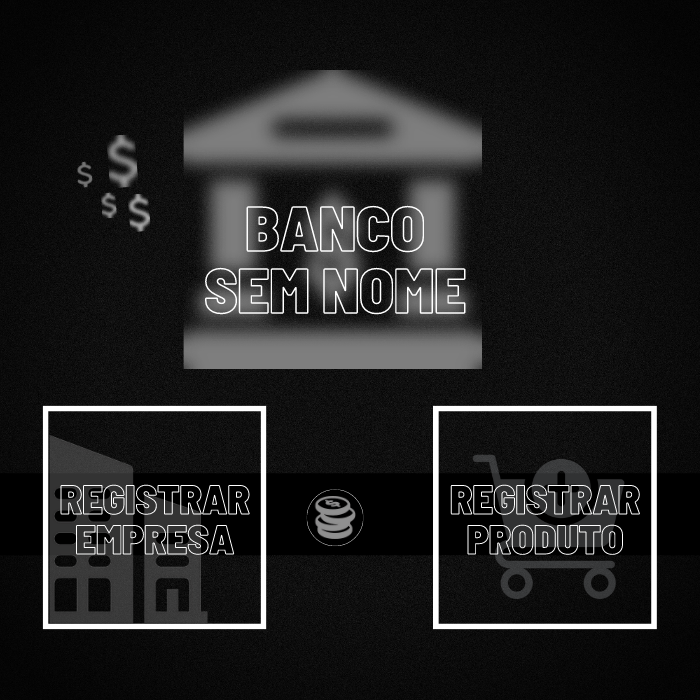 $ $
$ $
BANCO
SEM NOME
REGISTRAR
EMPRESA
REGISTRAR
PRODUTO